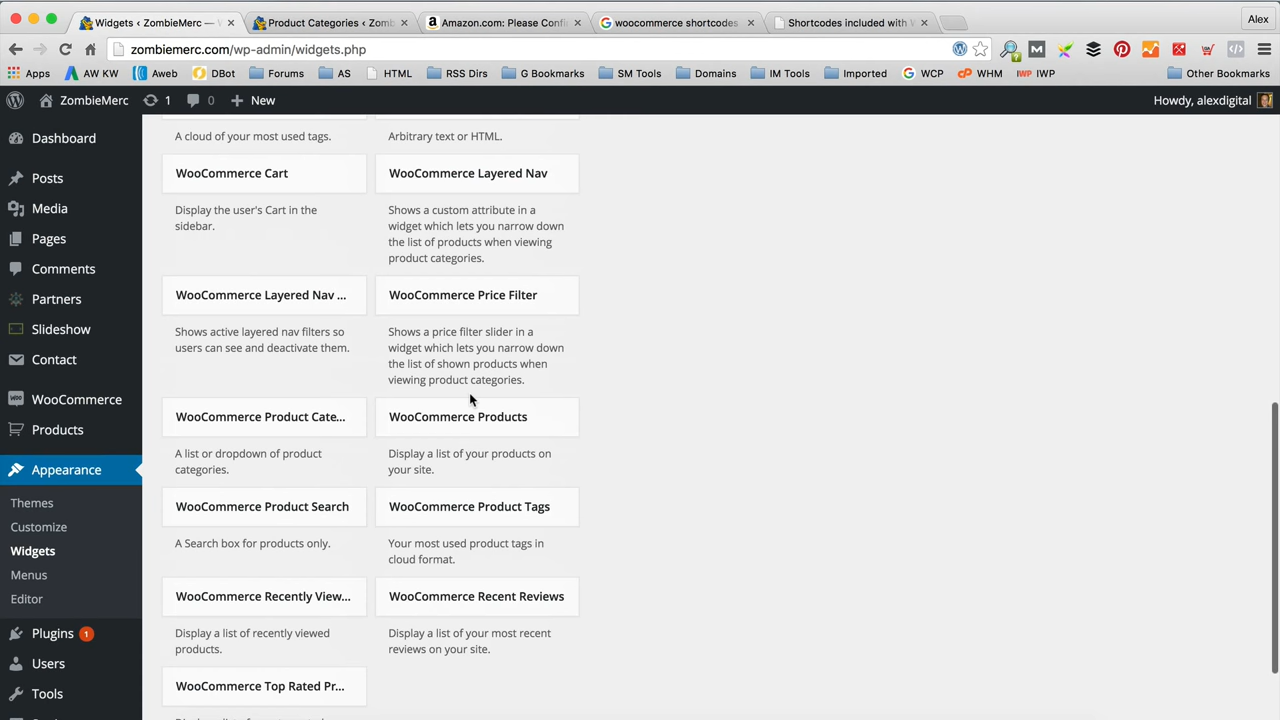 Widgets < ZombieMerc —
Product Categories < Zomb
Amazon.com: Please Confi
woocommerce shortcodes
Shortcodes included with
Alex
zombiemerc.com/wp-admin/widgets.php
Apps
AW KW
Aweb
DBot
Forums
AS
HTML
RSS Dirs
G Bookmarks
SM Tools
Domains
IM Tools
Imported
WCP
WHM
IWP
Other Bookmarks
ZombieMerc
1
0
New
Howdy, alexdigital
Dashboard
Posts
Media
Pages
Comments
Partners
Slideshow
Contact
WooCommerce
Products
Appearance
Themes
Customize
Widgets
Menus
Editor
Plugins 1
Users
Tools
A cloud of your most used tags.
Arbitrary text or HTML.
WooCommerce Cart
Display the user's Cart in the
sidebar.
WooCommerce Layered Nav
Shows a custom attribute in a
widget which lets you narrow down
the list of products when viewing
product categories.
WooCommerce Layered Nav ...
Shows active layered nav filters so
users can see and deactivate them.
WooCommerce Price Filter
Shows a price filter slider in a
widget which lets you narrow down
the list of shown products when
viewing product categories.
WooCommerce Product Cate...
A list or dropdown of product
categories.
WooCommerce Products
Display a list of your products on
your site.
WooCommerce Product Search
A Search box for products only.
WooCommerce Product Tags
Your most used product tags in
cloud format.
WooCommerce Recently View...
Display a list of recently viewed
products.
WooCommerce Recent Reviews
Display a list of your most recent
reviews on your site.
WooCommerce Top Rated Pr...